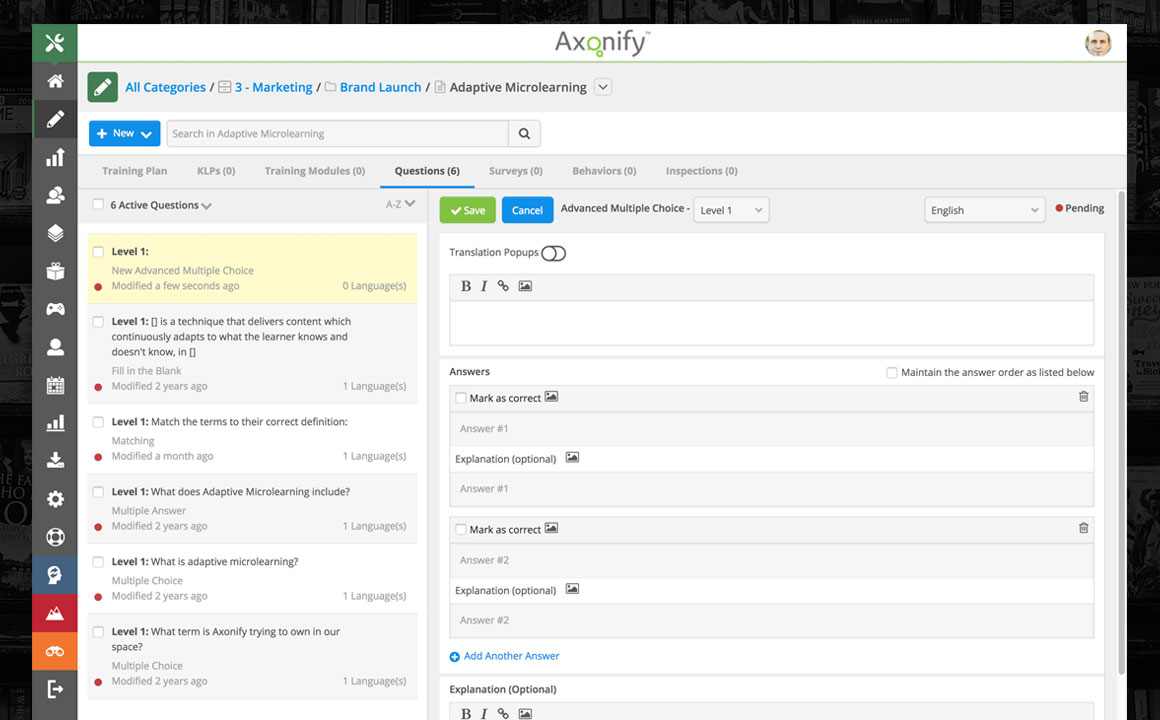 Axonify™
All Categories / 3 - Marketing / Brand Launch / Adaptive Microlearning
New
Search in Adaptive Microlearning
Training Plan
KLPs (0)
Training Modules (0)
Questions (6)
Surveys (0)
Behaviors (0)
Inspections (0)
6 Active Questions
A-Z
Level 1:
New Advanced Multiple Choice
Modified a few seconds ago
0 Language(s)
Level 1: [] is a technique that delivers content which
continuously adapts to what the learner knows and
doesn't know, in []
Fill in the Blank
Modified 2 years ago
1 Language(s)
Level 1: Match the terms to their correct definition:
Matching
Modified a month ago
1 Language(s)
Level 1: What does Adaptive Microlearning include?
Multiple Answer
Modified 2 years ago
1 Language(s)
Level 1: What is adaptive microlearning?
Multiple Choice
Modified 2 years ago
1 Language(s)
Level 1: What term is Axonify trying to own in our
space?
Multiple Choice
Modified 2 years ago
1 Language(s)
Save
Cancel
Advanced Multiple Choice -
Level 1
English
Pending
Translation Popups
B I
Answers
Maintain the answer order as listed below
Mark as correct
Answer #1
Explanation (optional)
Answer #1
Mark as correct
Answer #2
Explanation (optional)
Answer #2
Add Another Answer
Explanation (Optional)
B I